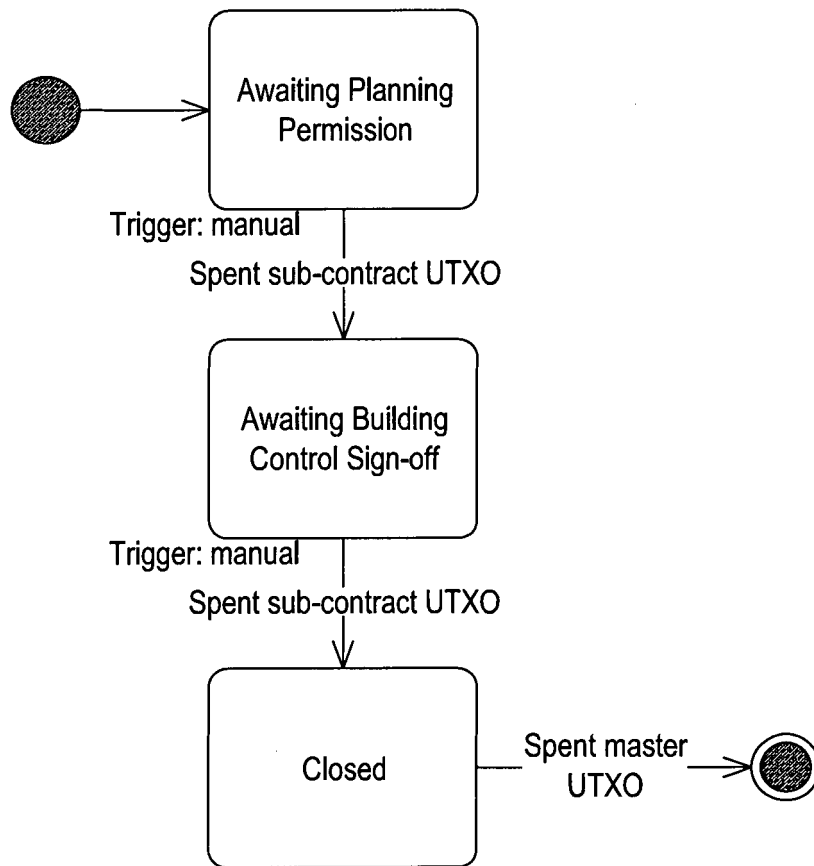 Awaiting Planning
Permission
Trigger: manual
Spent sub-contract UTXO
Awaiting Building
Control Sign-off
Trigger: manual
Spent sub-contract UTXO
Closed
Spent master
UTXO